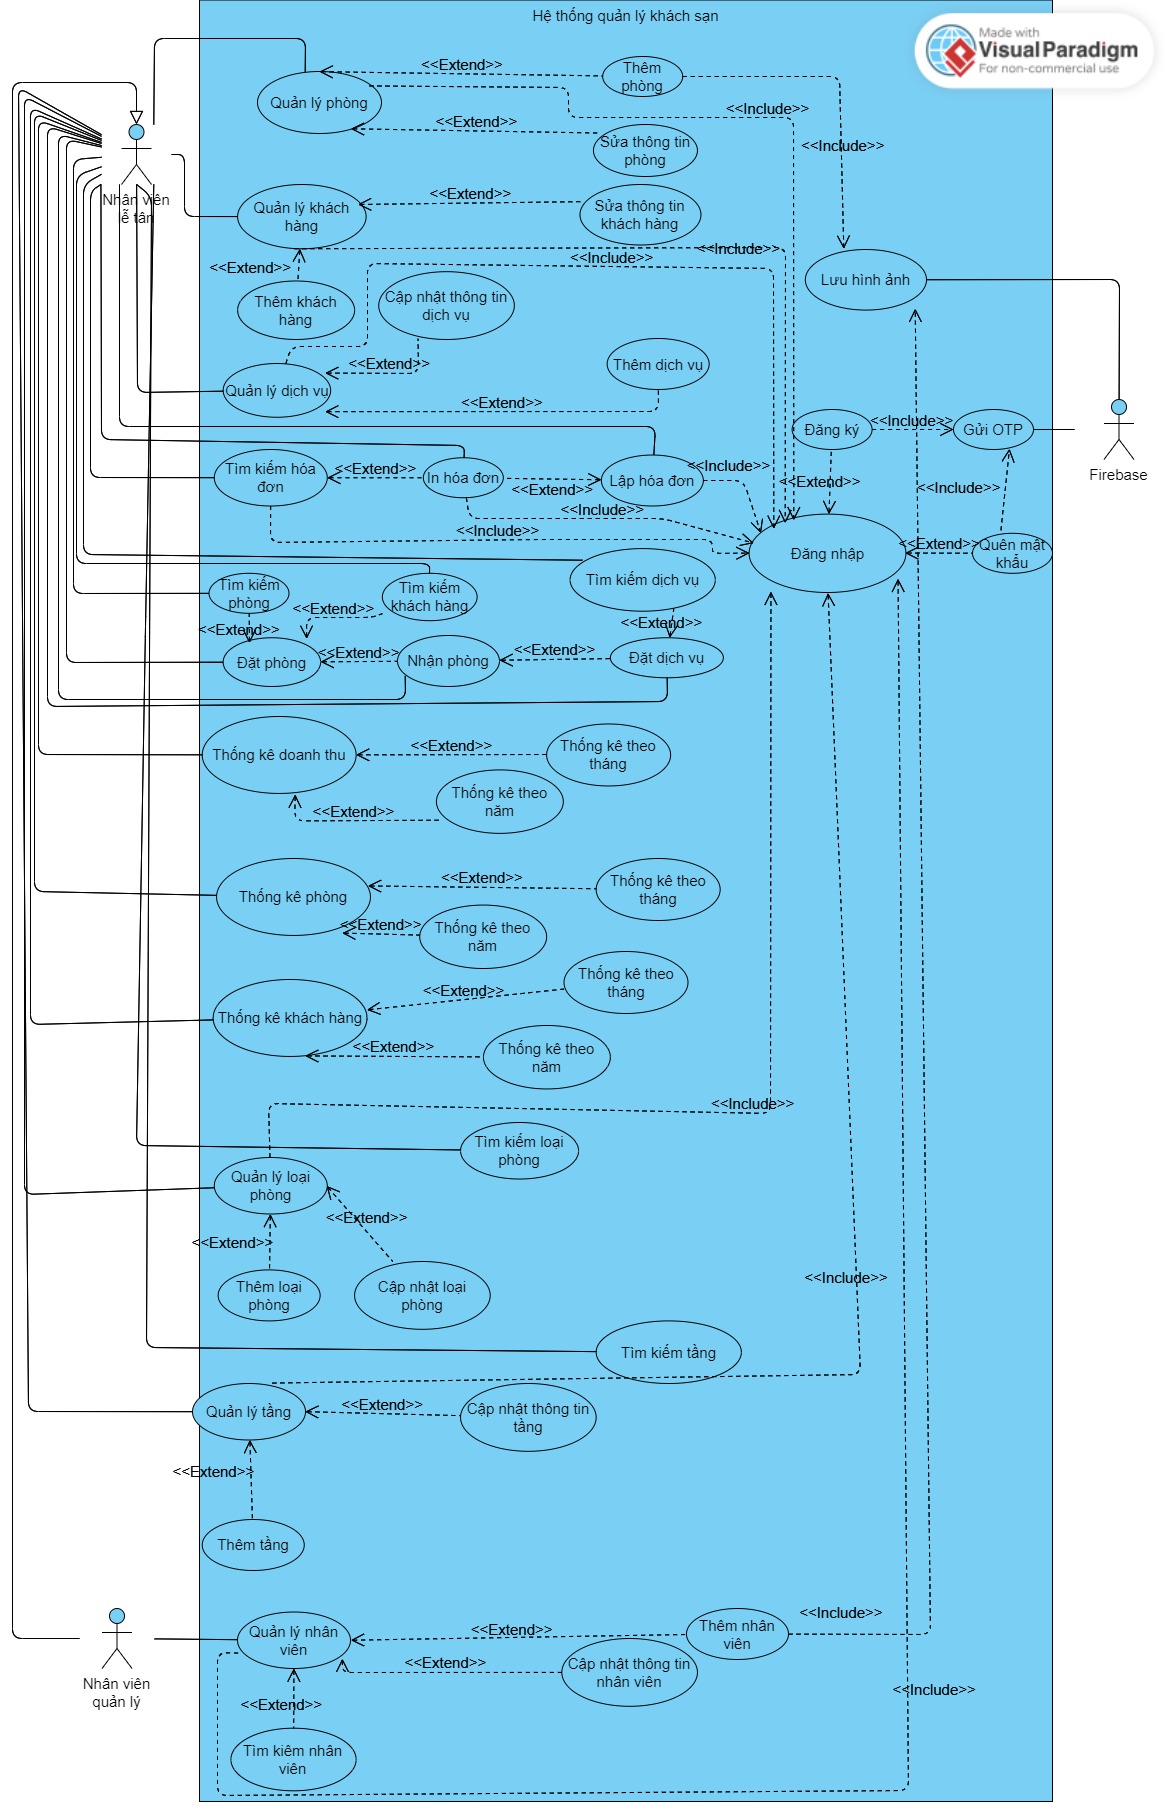 Hệ thống quản lý khách sạn
Made with
Visual Paradigm
For non-commercial use
<<Extend>>
Thêm
phòng
Quản lý phòng
<<Include>>
<<Extend>>
Sửa thông tin
phòng
<<Include>>
Nhân viên
lễ tân
Quản lý khách
hàng
<<Extend>>
Sửa thông tin
khách hàng
<<Include>>
<<Include>>
<<Extend>>
Thêm khách
hàng
Cập nhật thông tin
dịch vụ
Lưu hình ảnh
<<Extend>>
Thêm dịch vụ
Quản lý dịch vụ
<<Extend>>
Đăng ký
<<Include>>
Gửi OTP
Firebase
Tìm kiếm hóa
đơn
<<Extend>>
In hóa đơn
<<Extend>>
Lập hóa đơn
<<Include>>
<<Extend>>
<<Include>>
<<Include>>
<<Include>>
Đăng nhập
<<Extend>>
Quên mật
khẩu
Tìm kiếm
phòng
Tìm kiếm
khách hàng
Tìm kiếm dịch vụ
<<Extend>>
<<Extend>>
<<Extend>>
Đặt phòng
<<Extend>>
Nhận phòng
<<Extend>>
Đặt dịch vụ
Thống kê doanh thu
<<Extend>>
Thống kê theo
tháng
<<Extend>>
Thống kê theo
năm
Thống kê phòng
<<Extend>>
Thống kê theo
tháng
<<Extend>>
Thống kê theo
năm
Thống kê khách hàng
<<Extend>>
Thống kê theo
tháng
<<Extend>>
Thống kê theo
năm
<<Include>>
Tìm kiếm loại
phòng
Quản lý loại
phòng
<<Extend>>
<<Extend>>
Thêm loại
phòng
Cập nhật loại
phòng
<<Include>>
Tìm kiếm tầng
Quản lý tầng
<<Extend>>
Cập nhật thông tin
tầng
<<Extend>>
Thêm tầng
Nhân viên
quản lý
Quản lý nhân
viên
<<Extend>>
Thêm nhân
viên
<<Include>>
<<Extend>>
Cập nhật thông tin
nhân viên
<<Include>>
<<Extend>>
Tìm kiêm nhân
viên